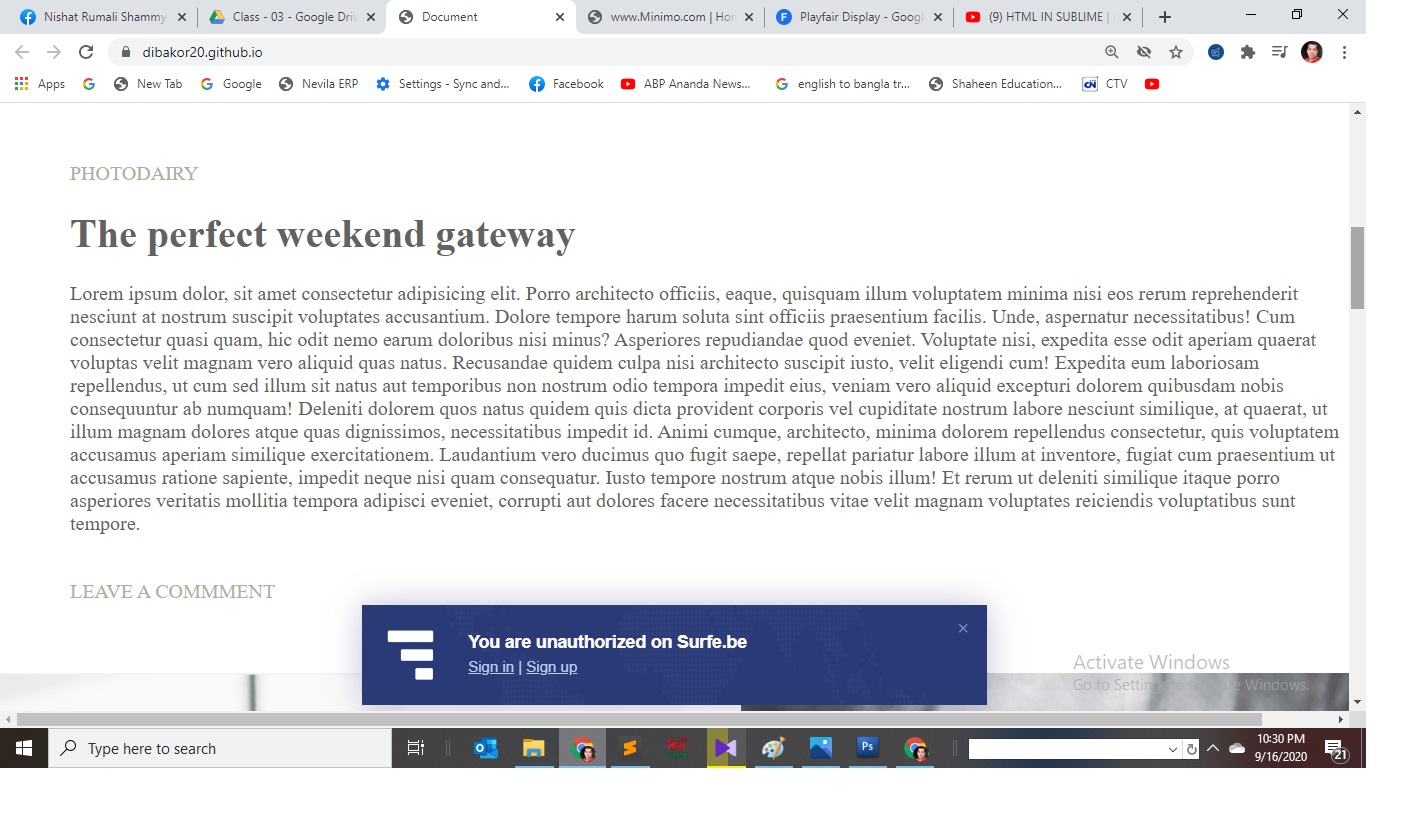 Nishat Rumali Shammy
Class - 03 - Google Driv
Document
www.Minimo.com | Hor
Playfair Display - Googl
(9) HTML IN SUBLIME |
dibakor20.github.io
Apps
New Tab
Google
Nevila ERP
Settings - Sync and...
Facebook
ABP Ananda News...
english to bangla tr...
Shaheen Education...
CTV
PHOTODAIRY
The perfect weekend gateway
Lorem ipsum dolor, sit amet consectetur adipisicing elit. Porro architecto officiis, eaque, quisquam illum voluptatem minima nisi eos rerum reprehenderit
nesciunt at nostrum suscipit voluptates accusantium. Dolore tempore harum soluta sint officiis praesentium facilis. Unde, aspernatur necessitatibus! Cum
consectetur quasi quam, hic odit nemo earum doloribus nisi minus? Asperiores repudiandae quod eveniet. Voluptate nisi, expedita esse odit aperiam quaerat
voluptas velit magnam vero aliquid quas natus. Recusandae quidem culpa nisi architecto suscipit iusto, velit eligendi cum! Expedita eum laboriosam
repellendus, ut cum sed illum sit natus aut temporibus non nostrum odio tempora impedit eius, veniam vero aliquid excepturi dolorem quibusdam nobis
consequuntur ab numquam! Deleniti dolorem quos natus quidem quis dicta provident corporis vel cupiditate nostrum labore nesciunt similique, at quaerat, ut
illum magnam dolores atque quas dignissimos, necessitatibus impedit id. Animi cumque, architecto, minima dolorem repellendus consectetur, quis voluptatem
accusamus aperiam similique exercitationem. Laudantium vero ducimus quo fugit saepe, repellat pariatur labore illum at inventore, fugiat cum praesentium ut
accusamus ratione sapiente, impedit neque nisi quam consequatur. Iusto tempore nostrum atque nobis illum! Et rerum ut deleniti similique itaque porro
asperiores veritatis mollitia tempora adipisci eveniet, corrupti aut dolores facere necessitatibus vitae velit magnam voluptates reiciendis voluptatibus sunt
tempore.
LEAVE A COMMMENT
You are unauthorized on Surfe.be
Sign in | Sign up
Activate Windows
Go to Settin e Windows.
Type here to search
Ps
10:30 PM
9/16/2020
21